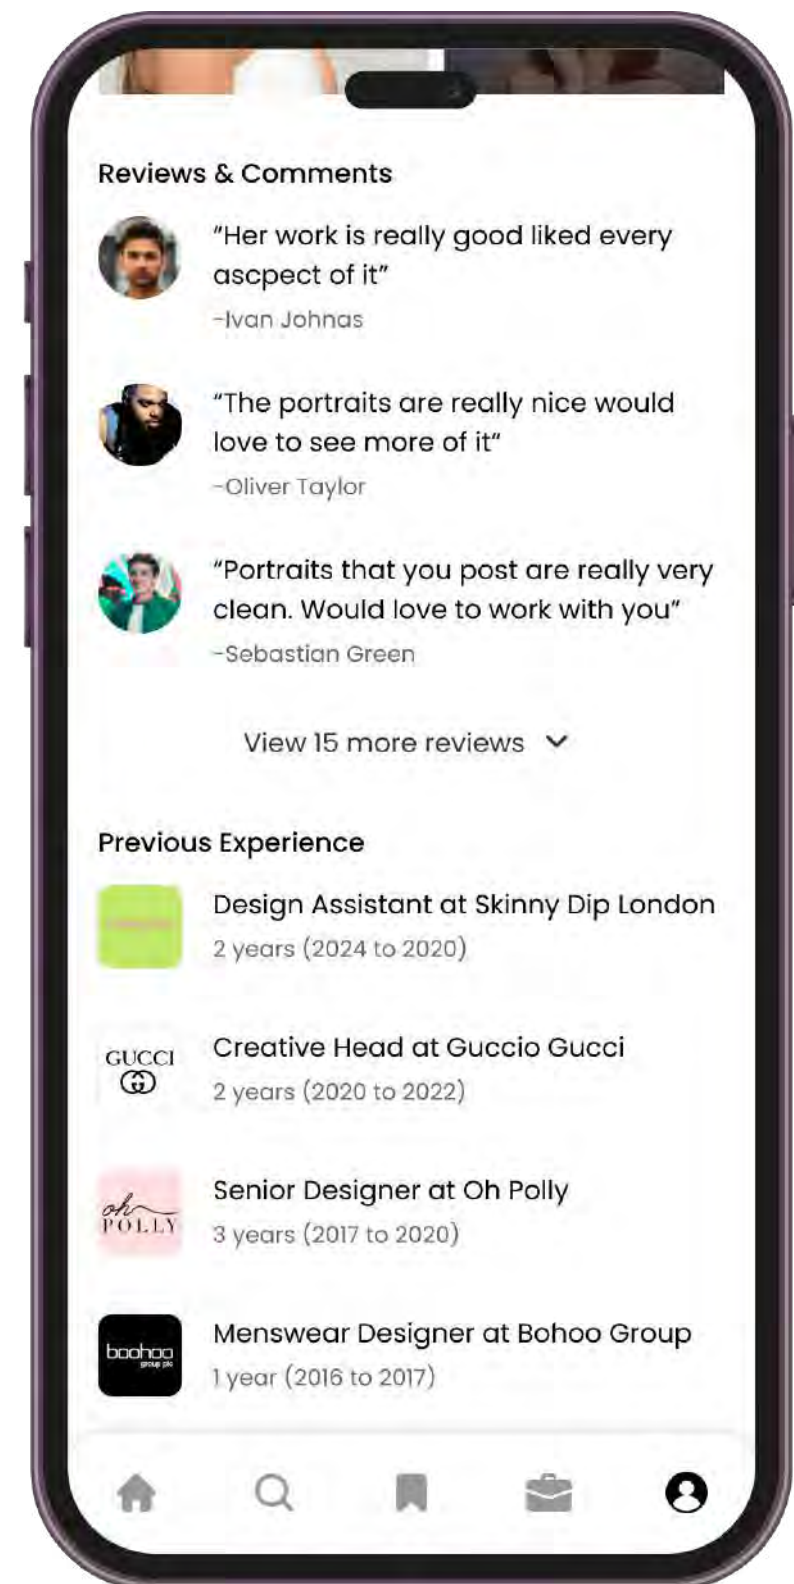 Reviews & Comments
“Her work is really good liked every
ascpect of it”
-Ivan Johnas
“The portraits are really nice would
love to see more of it“
-Oliver Taylor
“Portraits that you post are really very
clean. Would love to work with you”
-Sebastian Green
View 15 more reviews
Previous Experience
Design Assistant at Skinny Dip London
2 years (2024 to 2020)
GUCCI
Creative Head at Guccio Gucci
2 years (2020 to 2022)
oh
POLLY
Senior Designer at Oh Polly
3 years (2017 to 2020)
boohoo
group plc
Menswear Designer at Bohoo Group
1 year (2016 to 2017)